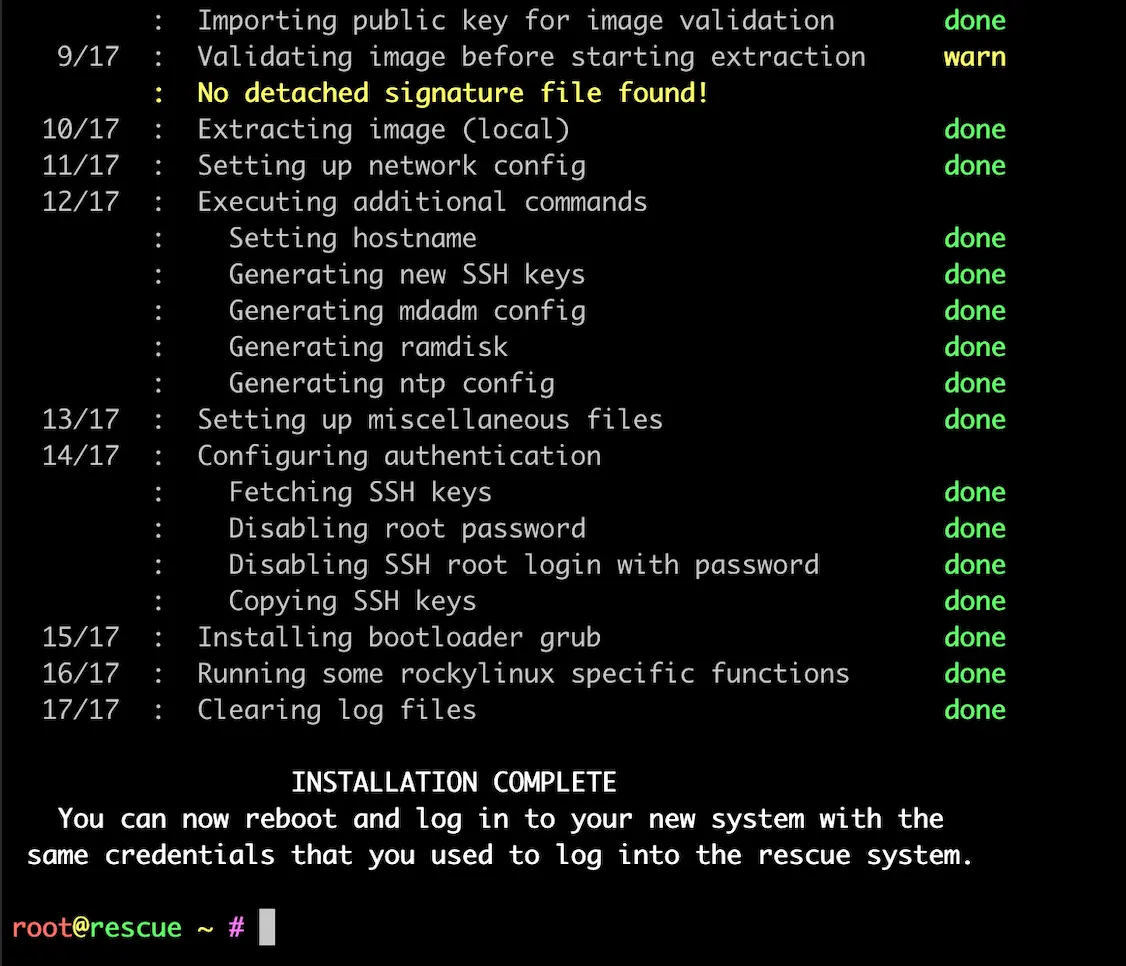 : Importing public key for image validation done
9/17 : Validating image before starting extraction warn
: No detached signature file found!
10/17 : Extracting image (local) done
11/17 : Setting up network config done
12/17 : Executing additional commands
: Setting hostname done
: Generating new SSH keys done
: Generating mdadm config done
: Generating ramdisk done
: Generating ntp config done
13/17 : Setting up miscellaneous files done
14/17 : Configuring authentication
: Fetching SSH keys done
: Disabling root password done
: Disabling SSH root login with password done
: Copying SSH keys done
15/17 : Installing bootloader grub done
16/17 : Running some rockylinux specific functions done
17/17 : Clearing log files done
INSTALLATION COMPLETE
You can now reboot and log in to your new system with the
same credentials that you used to log into the rescue system.
root@rescue ~ #